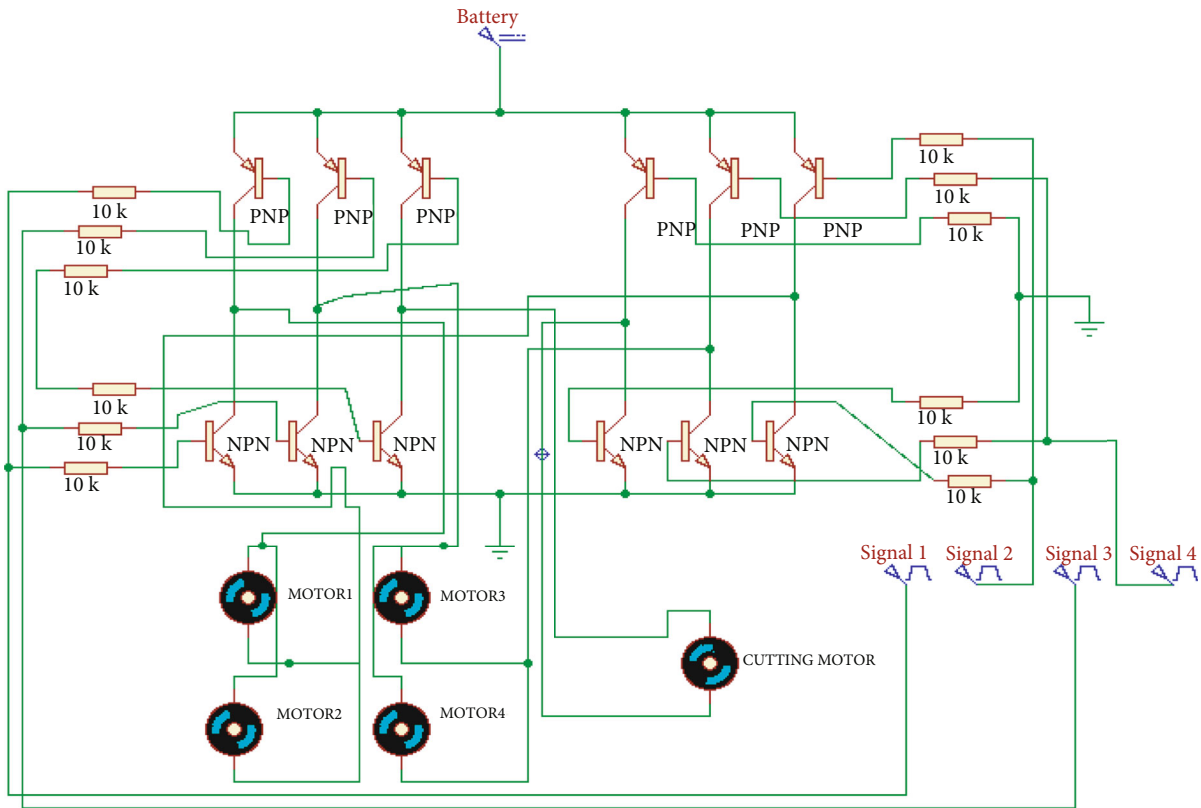 Battery
10 k
10 k
10 k
PNP
PNP
PNP
PNP
PNP
PNP
10 k
10 k
10 k
10 k
10 k
10 k
NPN
NPN
NPN
NPN
NPN
NPN
10 k
10 k
10 k
Signal 1
Signal 2
Signal 3
Signal 4
MOTOR1
MOTOR3
CUTTING MOTOR
MOTOR2
MOTOR4